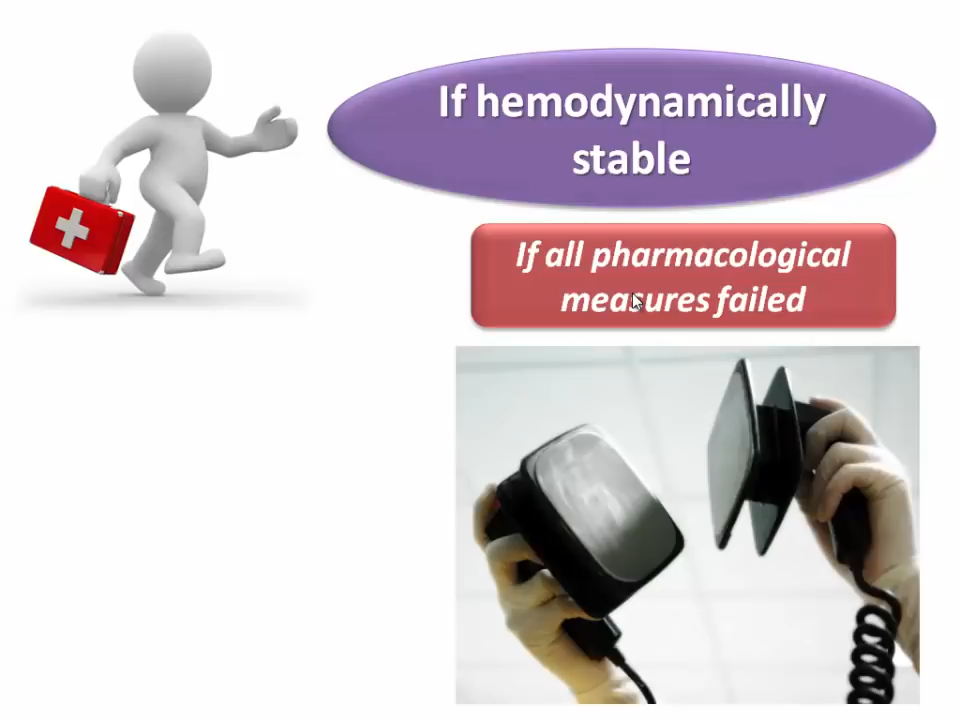 If hemodynamically
stable
If all pharmacological
measures failed